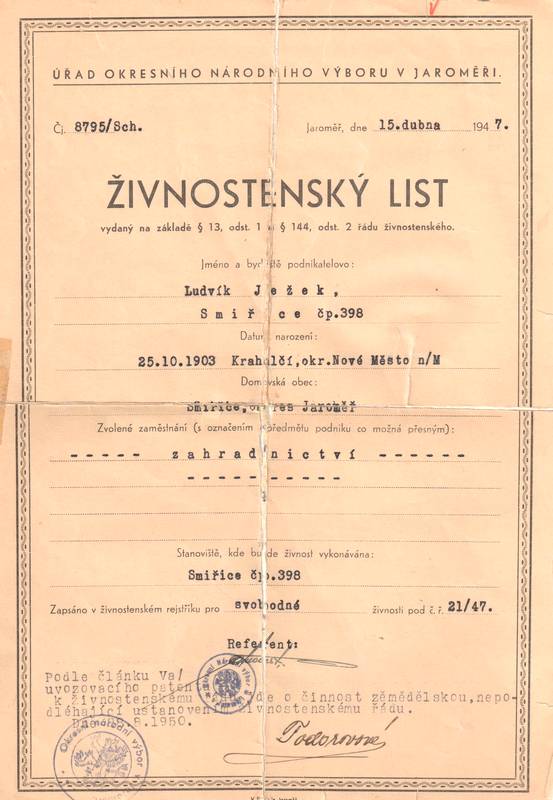 ÚŘAD OKRESNÍHO NÁRODNÍHO VÝBORU V JAROMĚŘI.
Čj. 8795/Sch. Jaroměř, dne 15.dubna 1947.
ŽIVNOSTENSKÝ LIST
vydaný na základě § 13, odst. 1 a § 144, odst. 2 řádu živnostenského.
Jméno a bydliště podnikatelovo:
Ludvík Ježek,
Smiřice čp.398
Datum narození:
25.10.1903 Krahulčí,okr.Nové Město n/M
Domovská obec:
Smiřice,okres Jaroměř
Zvolené zaměstnání (s označením předmětu podniku co možná přesným):
----- zahradnictví ------
----------
Stanoviště, kde bude živnost vykonávána:
Smiřice čp.398
Zapsáno v živnostenském rejstříku pro svobodné živnosti pod č. ř. 21/47.
Referent:
Podle článku Va/
uvozovacího patentu
k živnostenskému jde o činnost zemědělskou,nepo-
dléhající ustanovením živnostenskému řádu.
8.1950.
Todorovová
Okresní národní výbor